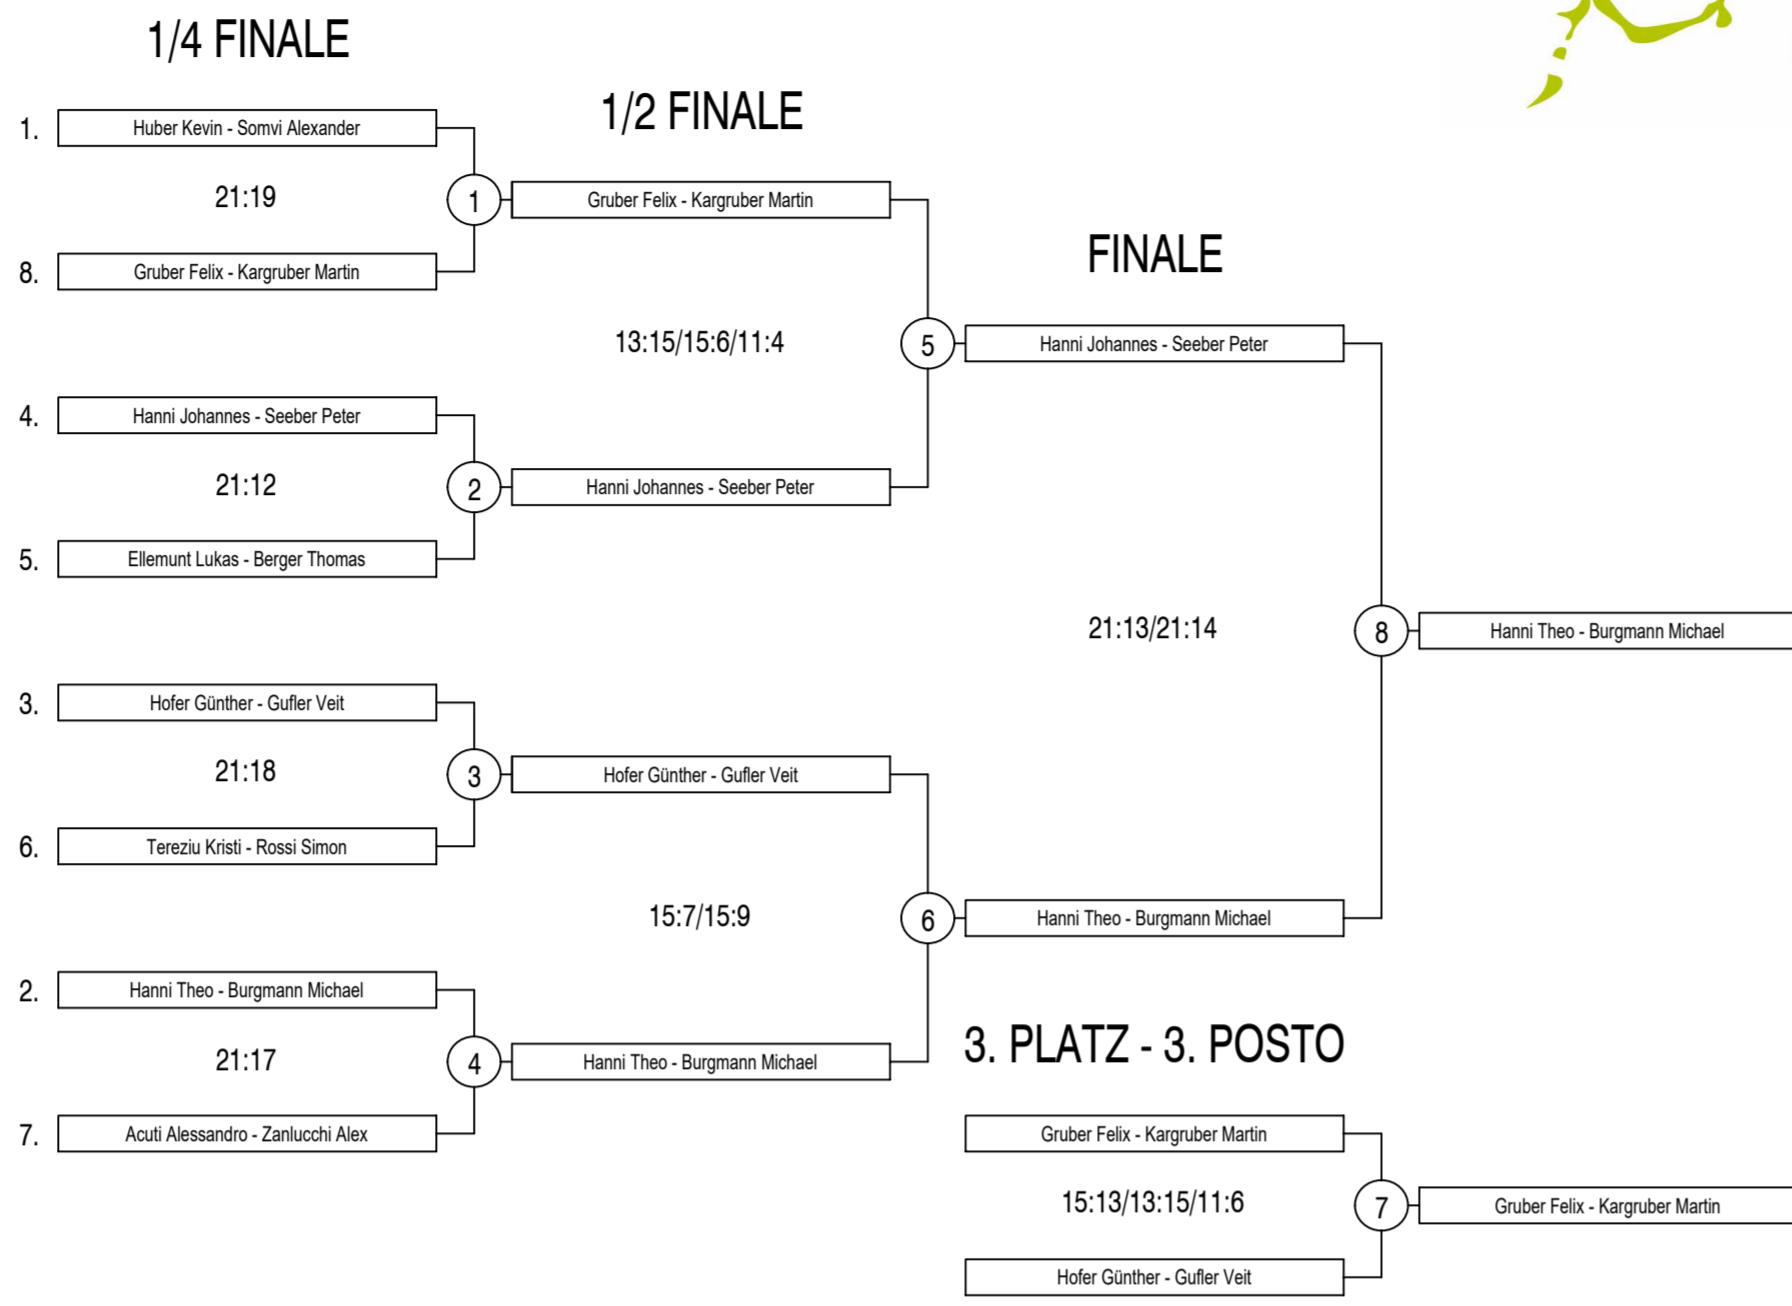 1/4 FINALE
1/2 FINALE
1. Huber Kevin - Somvi Alexander
21:19
1
Gruber Felix - Kargruber Martin
8. Gruber Felix - Kargruber Martin
FINALE
13:15/15:6/11:4
5
Hanni Johannes - Seeber Peter
4. Hanni Johannes - Seeber Peter
21:12
2
Hanni Johannes - Seeber Peter
5. Ellemunt Lukas - Berger Thomas
21:13/21:14
8
Hanni Theo - Burgmann Michael
3. Hofer Günther - Gufler Veit
21:18
3
Hofer Günther - Gufler Veit
6. Tereziu Kristi - Rossi Simon
15:7/15:9
6
Hanni Theo - Burgmann Michael
2. Hanni Theo - Burgmann Michael
21:17
4
Hanni Theo - Burgmann Michael
7. Acuti Alessandro - Zanlucchi Alex
3. PLATZ - 3. POSTO
Gruber Felix - Kargruber Martin
15:13/13:15/11:6
7
Gruber Felix - Kargruber Martin
Hofer Günther - Gufler Veit